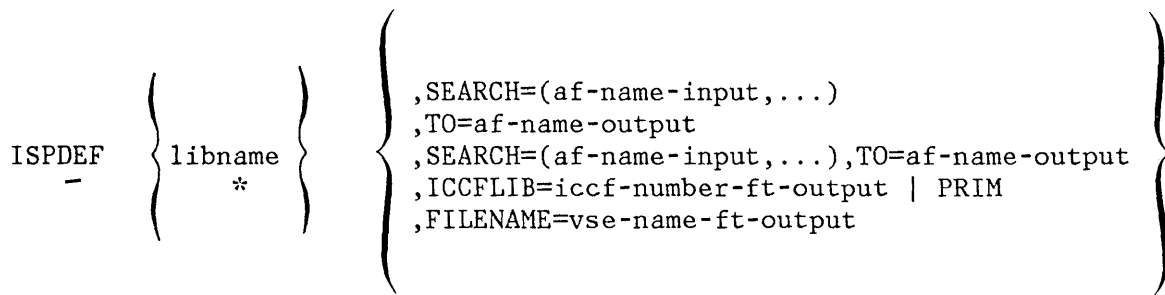 ,SEARCH=(af-name-input,...)
,TO=af-name-output
ISPDEF { libname } ,SEARCH=(af-name-input,...),TO=af-name-output
* ,ICCFLIB=iccf-number-ft-output | PRIM
,FILENAME=vse-name-ft-output